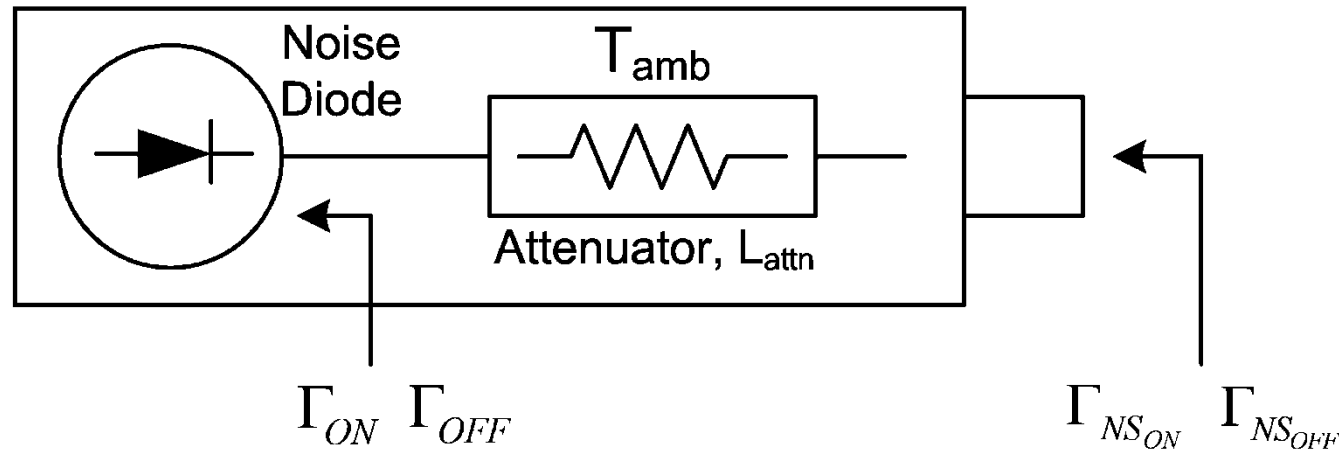 Noise
Diode
T_amb
Attenuator, L_attn
Γ_ON Γ_OFF
Γ_NS_ON Γ_NS_OFF